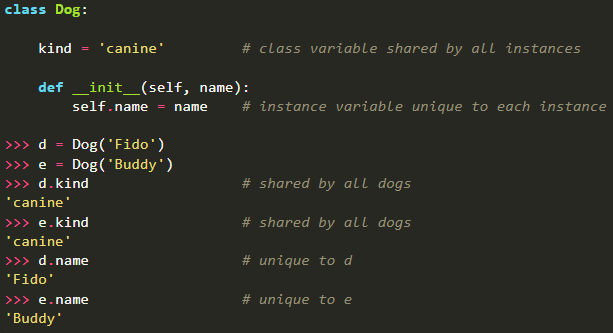 class Dog:
    kind = 'canine'         # class variable shared by all instances
    def __init__(self, name):
        self.name = name    # instance variable unique to each instance
>>> d = Dog('Fido')
>>> e = Dog('Buddy')
>>> d.kind                  # shared by all dogs
'canine'
>>> e.kind                  # shared by all dogs
'canine'
>>> d.name                  # unique to d
'Fido'
>>> e.name                  # unique to e
'Buddy'